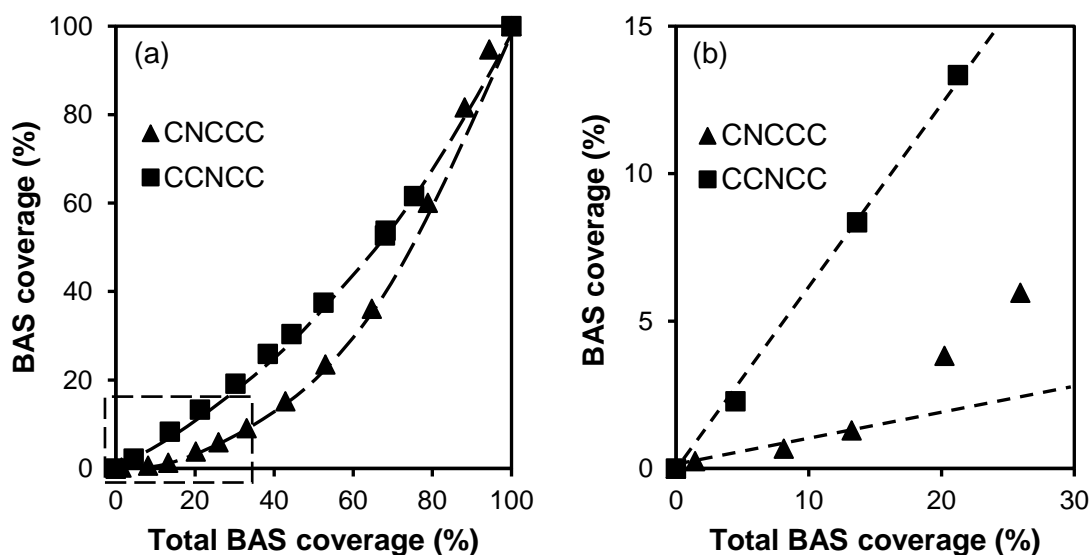 (a)
CNCCC
CCNCC
BAS coverage (%)
100
80
60
40
20
0
0 20 40 60 80 100
Total BAS coverage (%)
(b)
CNCCC
CCNCC
BAS coverage (%)
15
10
5
0
0 10 20 30
Total BAS coverage (%)